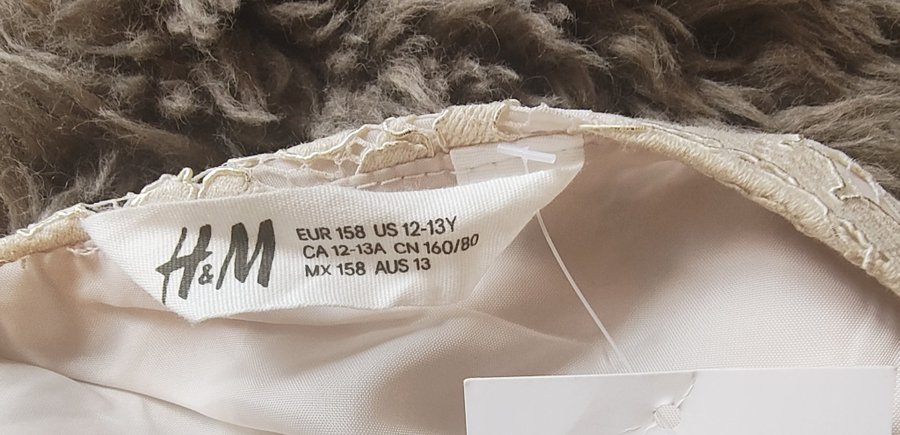 H&M
EUR 158 US 12-13Y
CA 12-13A CN 160/80
MX 158 AUS 13